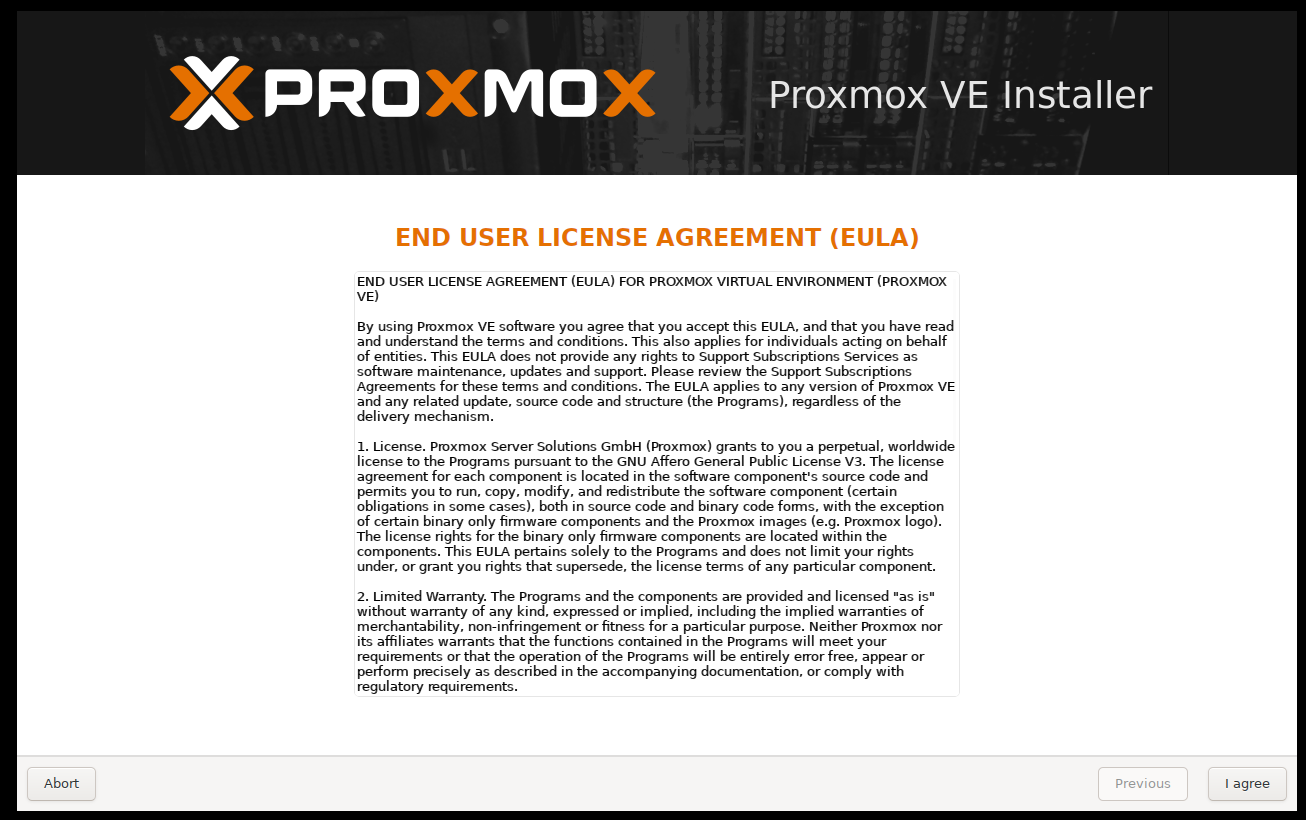 PROXMOX
Proxmox VE Installer
END USER LICENSE AGREEMENT (EULA)
END USER LICENSE AGREEMENT (EULA) FOR PROXMOX VIRTUAL ENVIRONMENT (PROXMOX
VE)
By using Proxmox VE software you agree that you accept this EULA, and that you have read
and understand the terms and conditions. This also applies for individuals acting on behalf
of entities. This EULA does not provide any rights to Support Subscriptions Services as
software maintenance, updates and support. Please review the Support Subscriptions
Agreements for these terms and conditions. The EULA applies to any version of Proxmox VE
and any related update, source code and structure (the Programs), regardless of the
delivery mechanism.
1. License. Proxmox Server Solutions GmbH (Proxmox) grants to you a perpetual, worldwide
license to the Programs pursuant to the GNU Affero General Public License V3. The license
agreement for each component is located in the software component's source code and
permits you to run, copy, modify, and redistribute the software component (certain
obligations in some cases), both in source code and binary code forms, with the exception
of certain binary only firmware components and the Proxmox images (e.g. Proxmox logo).
The license rights for the binary only firmware components are located within the
components. This EULA pertains solely to the Programs and does not limit your rights
under, or grant you rights that supersede, the license terms of any particular component.
2. Limited Warranty. The Programs and the components are provided and licensed "as is"
without warranty of any kind, expressed or implied, including the implied warranties of
merchantability, non-infringement or fitness for a particular purpose. Neither Proxmox nor
its affiliates warrants that the functions contained in the Programs will meet your
requirements or that the operation of the Programs will be entirely error free, appear or
perform precisely as described in the accompanying documentation, or comply with
regulatory requirements.
Abort
Previous
I agree